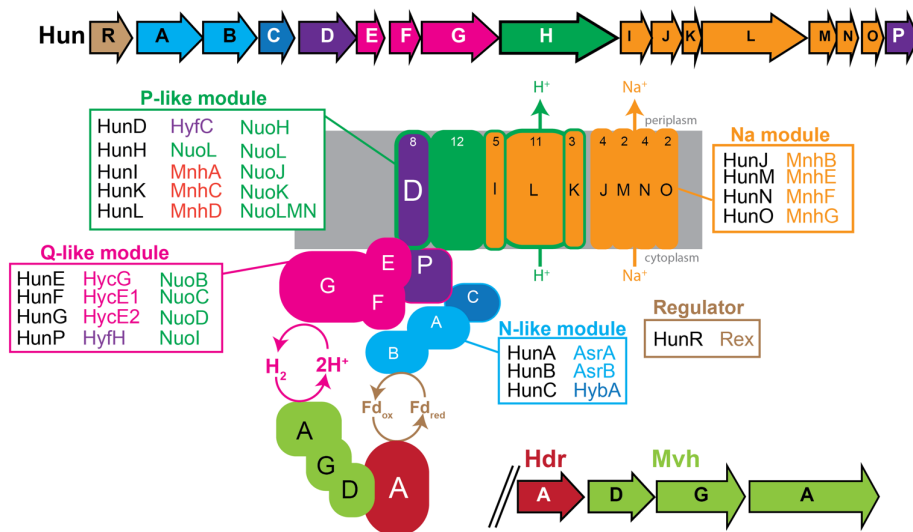 Hun R A B C D E F G H I J K L M N O P
H⁺ Na⁺
periplasm
P-like module
HunD HyfC NuoH
HunH NuoL NuoL
HunI MnhA NuoJ
HunK MnhC NuoK
HunL MnhD NuoLMN
8 12 5 11 3 4 2 4 2
D I L K J M N O
Na module
HunJ MnhB
HunM MnhE
HunN MnhF
HunO MnhG
cytoplasm
H⁺ Na⁺
Q-like module
HunE HycG NuoB
HunF HycE1 NuoC
HunG HycE2 NuoD
HunP HyfH NuoI
G E F P
C A B
N-like module
HunA AsrA
HunB AsrB
HunC HybA
Regulator
HunR Rex
H₂ 2H⁺
Fdox Fdred
A G D A
Hdr Mvh
A D G A